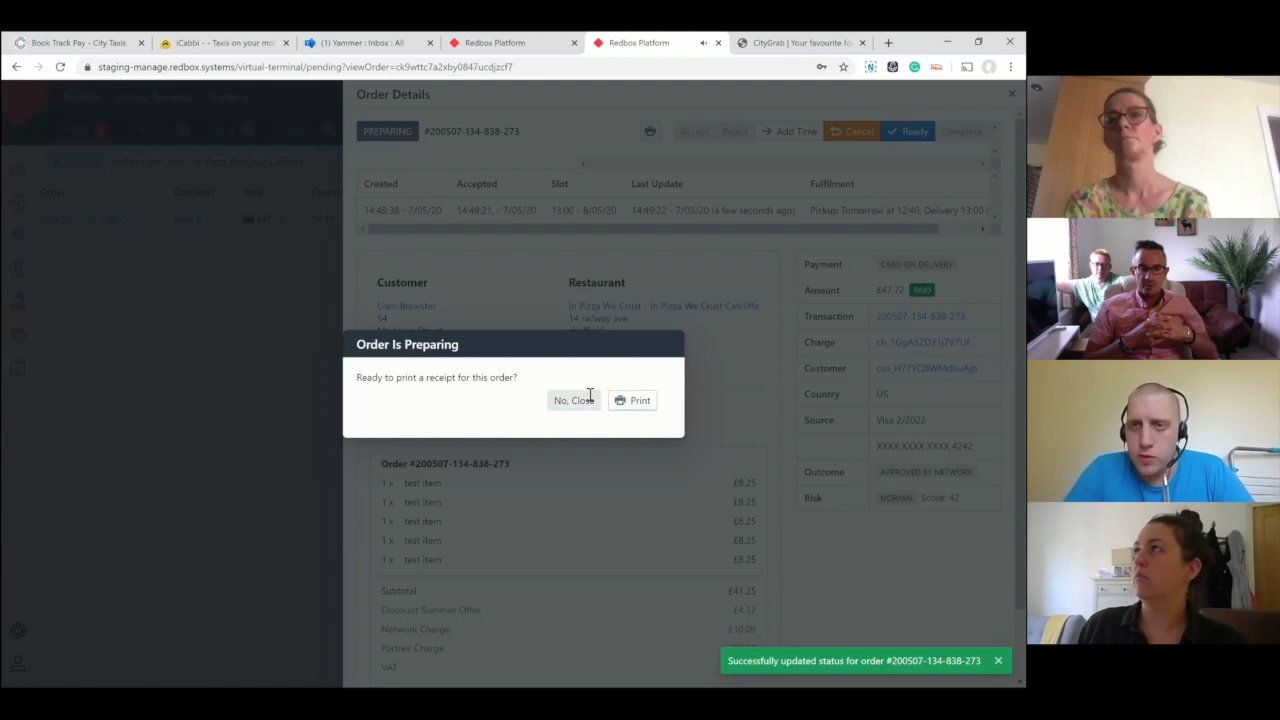 Book Track Pay - City Taxis
iCabbi - - Taxis on your mo
(1) Yammer : Inbox : All
Redbox Platform
Redbox Platform
CityGrab | Your favourite fo
staging-manage.redbox.systems/virtual-terminal/pending?viewOrder=ck9wttc7a2xby0847ucdjzcf7
Order Details
PREPARING #200507-134-838-273
Accept Reject Add Time Cancel Ready Complete
Created Accepted Slot Last Update Fulfilment
14:48:38 - 7/05/20 14:49:21, - 7/05/20 13:00 - 8/05/20 14:49:22 - 7/05/20 (a few seconds ago) Pickup Tomorrow at 12:40, Delivery 13:00 (
Order Customer Total
Customer Restaurant
Liam Brewster In Pizza We Crust - In Pizza We Crust Catcliffe
54 14 railway ave
Order Is Preparing
Ready to print a receipt for this order?
No, Close Print
Order #200507-134-838-273
1 x test item £8.25
1 x test item £8.25
1 x test item £8.25
1 x test item £8.25
1 x test item £8.25
Subtotal £41.25
Discount Summer Offer - £4.12
Network Charge £10.09
Partner Charge
VAT
Payment CARD ON DELIVERY
Amount £47.72 PAID
Transaction 200507-134-838-273
Charge
Customer cus_H77YQ8WMdbuAjp
Country US
Source Visa 2/2022
XXXX XXXX XXXX 4242
Outcome APPROVED BY NETWORK
Risk NORMAL Score: 42
Successfully updated status for order #200507-134-838-273